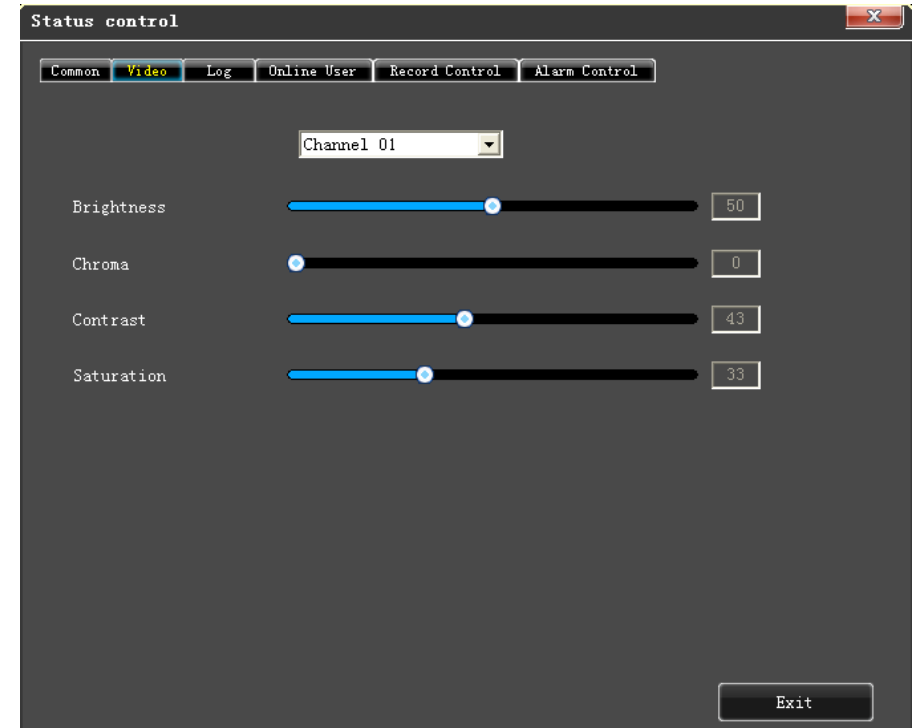 Status control
Common Video Log Online User Record Control Alarm Control
Channel 01
Brightness 50
Chroma 0
Contrast 43
Saturation 33
Exit